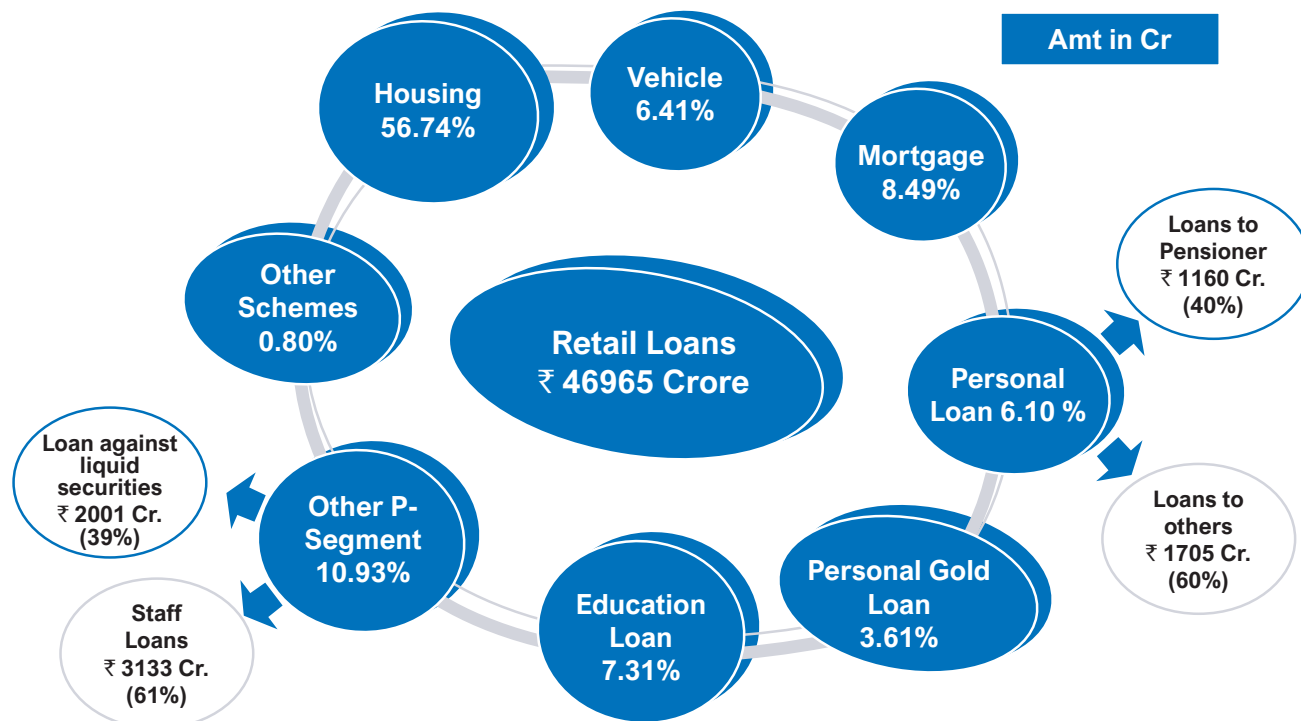 Amt in Cr
Housing
56.74%
Vehicle
6.41%
Mortgage
8.49%
Loans to
Pensioner
₹ 1160 Cr.
(40%)
Other
Schemes
0.80%
Retail Loans
₹ 46965 Crore
Personal
Loan 6.10 %
Loan against
liquid
securities
₹ 2001 Cr.
(39%)
Other P-
Segment
10.93%
Loans to
others
₹ 1705 Cr.
(60%)
Personal Gold
Loan
3.61%
Education
Loan
7.31%
Staff
Loans
₹ 3133 Cr.
(61%)